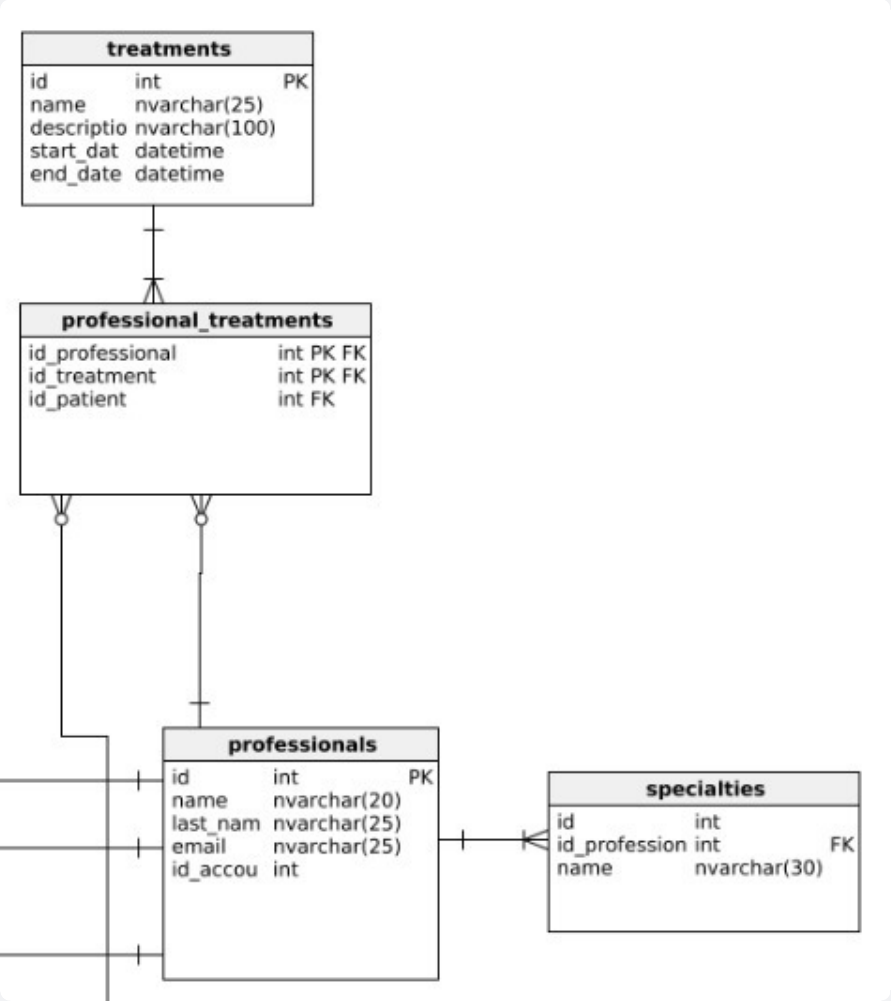 treatments
id int PK
name nvarchar(25)
descriptio nvarchar(100)
start_dat datetime
end_date datetime
professional_treatments
id_professional int PK FK
id_treatment int PK FK
id_patient int FK
professionals
id int PK
name nvarchar(20)
last_nam nvarchar(25)
email nvarchar(25)
id_accou int
specialties
id int
id_profession int FK
name nvarchar(30)